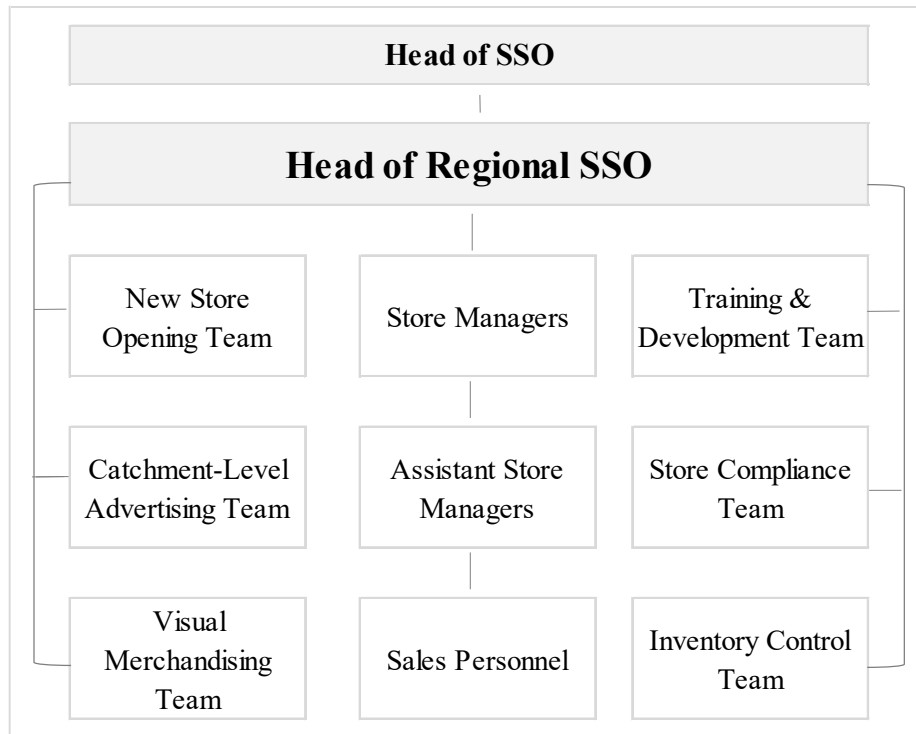 Head of SSO
Head of Regional SSO
New Store
Opening Team
Store Managers
Training &
Development Team
Catchment-Level
Advertising Team
Assistant Store
Managers
Store Compliance
Team
Visual
Merchandising
Team
Sales Personnel
Inventory Control
Team